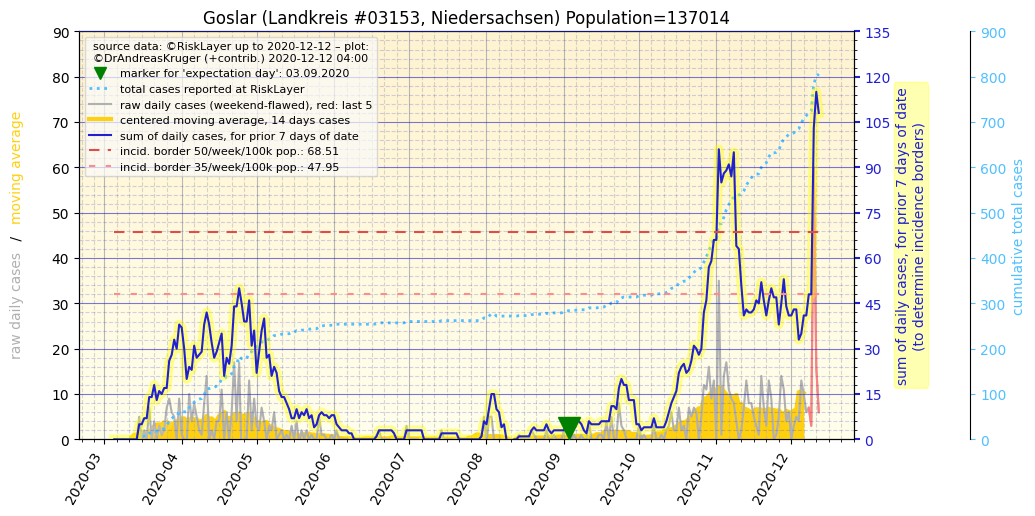 Goslar (Landkreis #03153, Niedersachsen) Population=137014
source data: ©RiskLayer up to 2020-12-12 – plot:
©DrAndreasKruger (+contrib.) 2020-12-12 04:00
marker for 'expectation day': 03.09.2020
total cases reported at RiskLayer
raw daily cases (weekend-flawed), red: last 5
centered moving average, 14 days cases
sum of daily cases, for prior 7 days of date
incid. border 50/week/100k pop.: 68.51
incid. border 35/week/100k pop.: 47.95
raw daily cases / moving average
90
80
70
60
50
40
30
20
10
0
135
120
105
90
75
60
45
30
15
0
sum of daily cases, for prior 7 days of date
(to determine incidence borders)
900
800
700
600
500
400
300
200
100
0
cumulative total cases
2020-03
2020-04
2020-05
2020-06
2020-07
2020-08
2020-09
2020-10
2020-11
2020-12